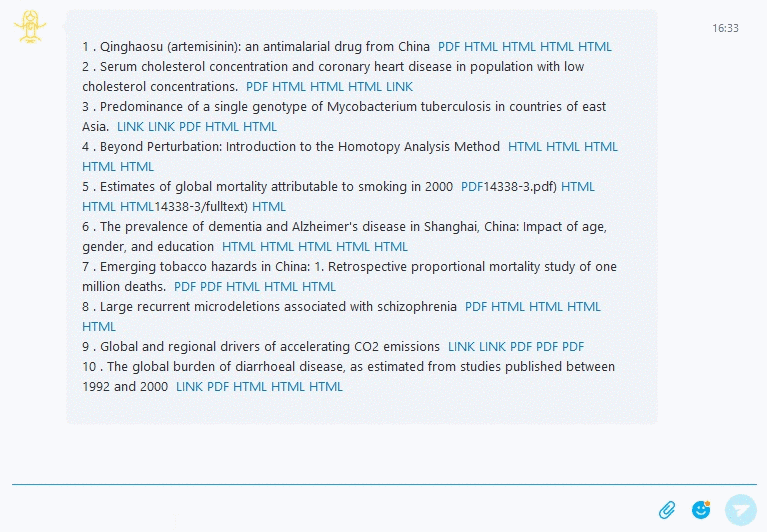 16:33
1 . Qinghaosu (artemisinin): an antimalarial drug from China PDF HTML HTML HTML HTML
2 . Serum cholesterol concentration and coronary heart disease in population with low
cholesterol concentrations. PDF HTML HTML HTML LINK
3 . Predominance of a single genotype of Mycobacterium tuberculosis in countries of east
Asia. LINK LINK PDF HTML HTML
4 . Beyond Perturbation: Introduction to the Homotopy Analysis Method HTML HTML HTML
HTML HTML
5 . Estimates of global mortality attributable to smoking in 2000 PDF14338-3.pdf) HTML
HTML HTML14338-3/fulltext) HTML
6 . The prevalence of dementia and Alzheimer's disease in Shanghai, China: Impact of age,
gender, and education HTML HTML HTML HTML HTML
7 . Emerging tobacco hazards in China: 1. Retrospective proportional mortality study of one
million deaths. PDF PDF HTML HTML HTML
8 . Large recurrent microdeletions associated with schizophrenia PDF HTML HTML HTML
HTML
9 . Global and regional drivers of accelerating CO2 emissions LINK LINK PDF PDF PDF
10 . The global burden of diarrhoeal disease, as estimated from studies published between
1992 and 2000 LINK PDF HTML HTML HTML